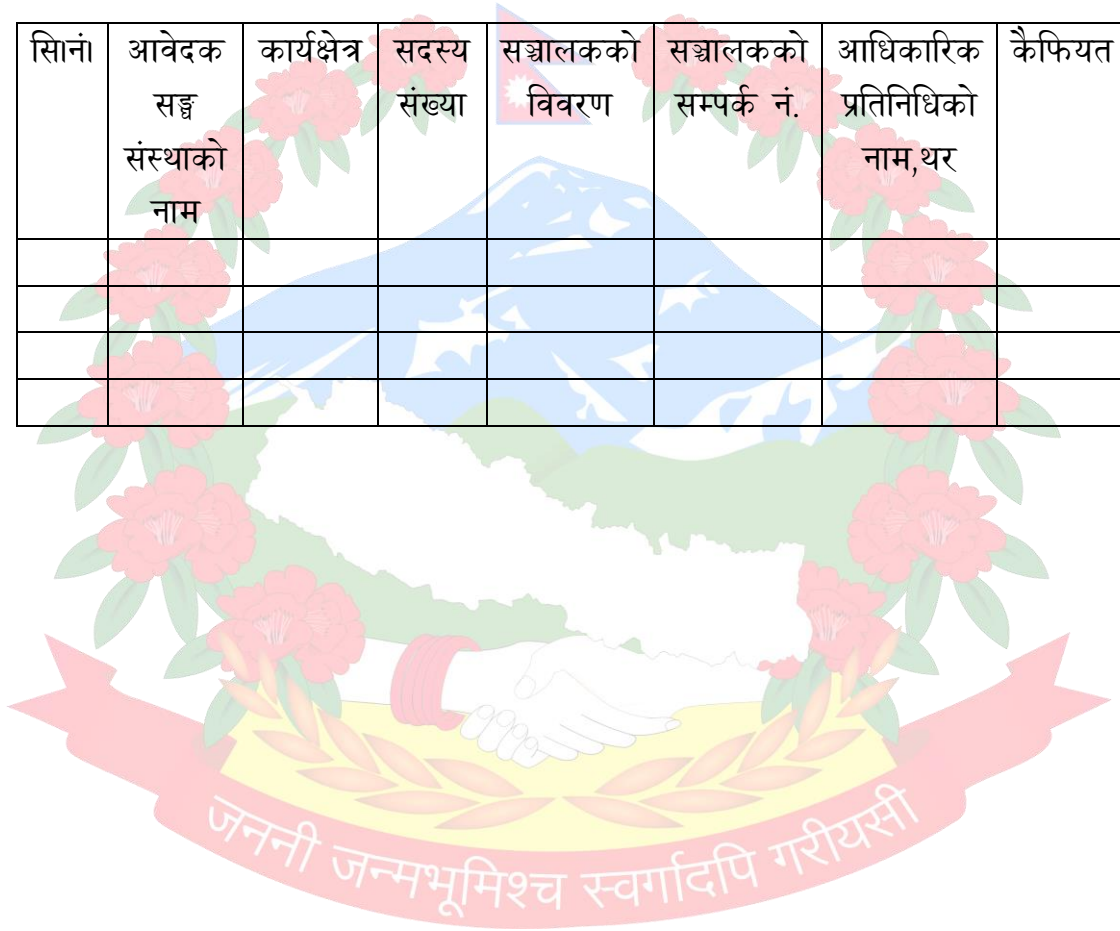 सि।नं। आवेदक कार्यक्षेत्र सदस्य सञ्चालकको सञ्चालकको आधिकारिक कैफियत
सङ्घ संख्या विवरण सम्पर्क नं. प्रतिनिधिको
संस्थाको नाम,थर
नाम
जननी जन्मभूमिश्च स्वर्गादपि गरीयसी